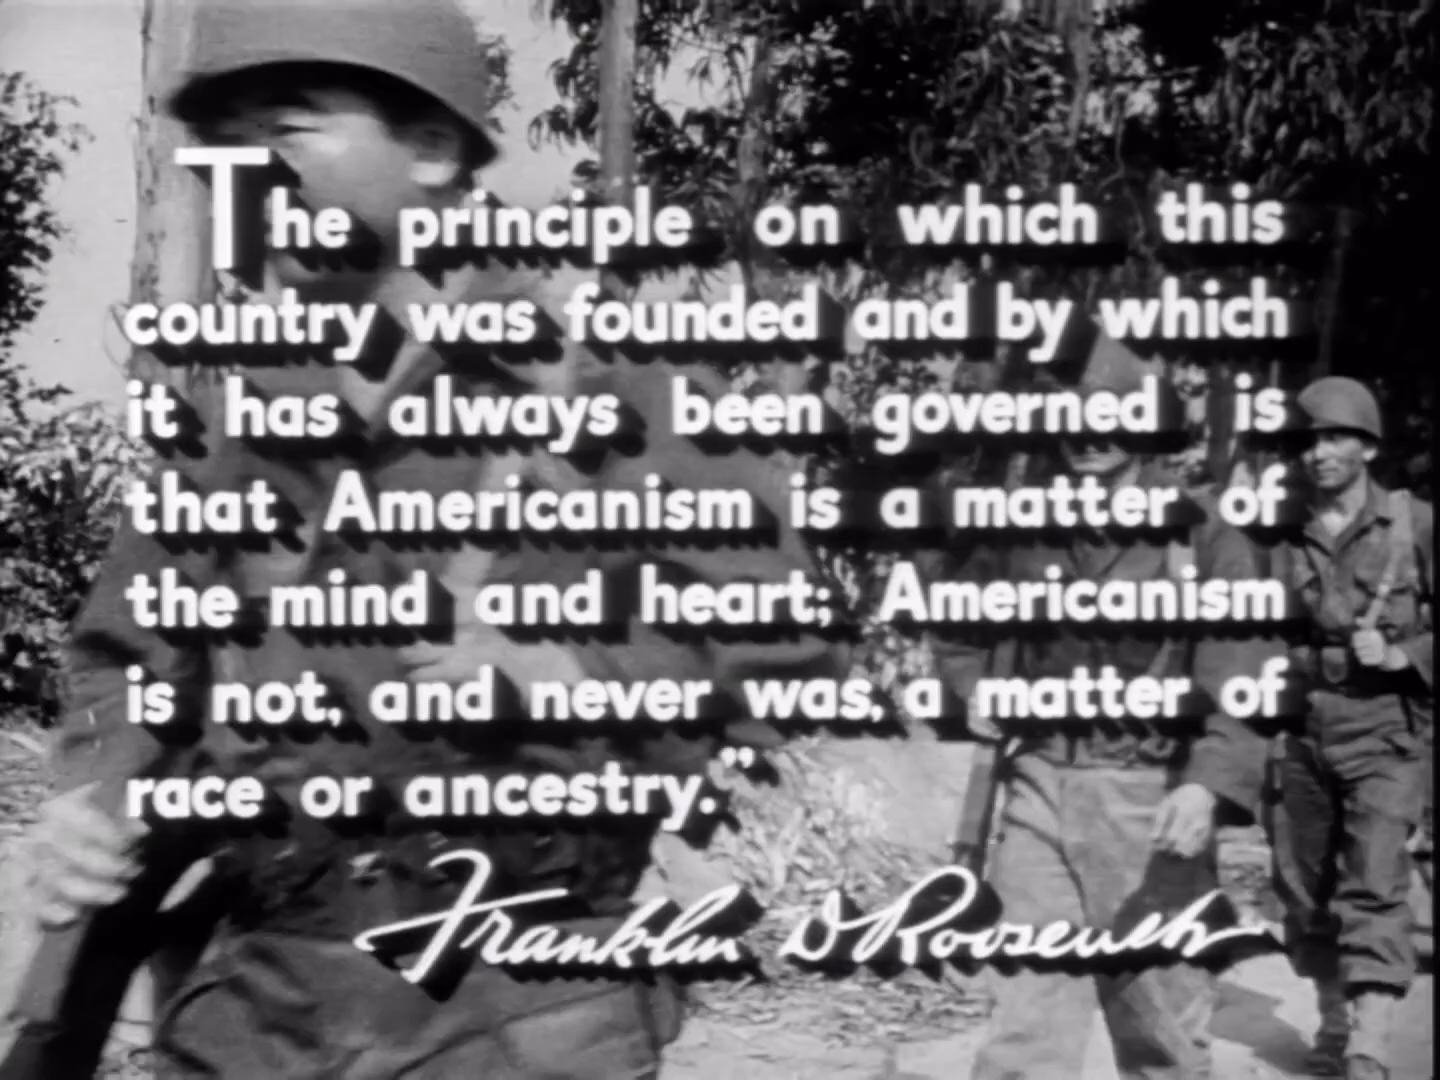 The principle on which this
country was founded and by which
it has always been governed is
that Americanism is a matter of
the mind and heart; Americanism
is not, and never was, a matter of
race or ancestry."
Franklin D Roosevelt